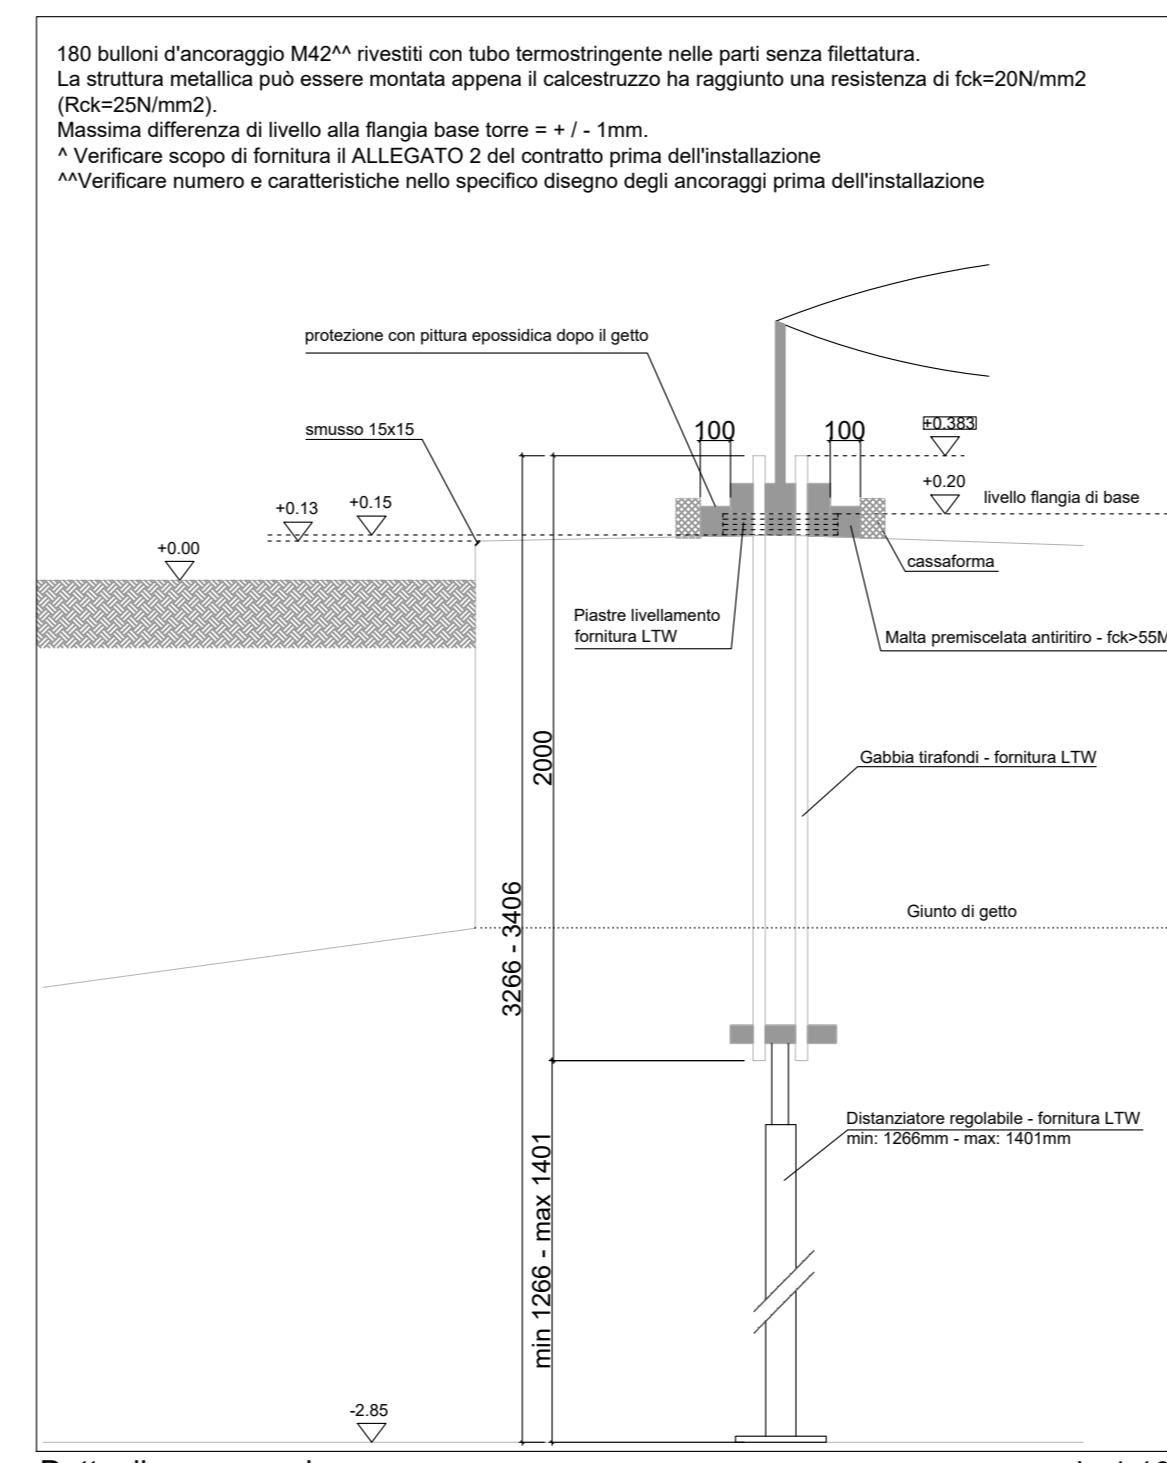 180 bulloni d'ancoraggio M42^^ rivestiti con tubo termostringente nelle parti senza filettatura.
La struttura metallica può essere montata appena il calcestruzzo ha raggiunto una resistenza di fck=20N/mm2
(Rck=25N/mm2).
Massima differenza di livello alla flangia base torre = + / - 1mm.
^ Verificare scopo di fornitura il ALLEGATO 2 del contratto prima dell'installazione
^^Verificare numero e caratteristiche nello specifico disegno degli ancoraggi prima dell'installazione
protezione con pittura epossidica dopo il getto
smusso 15x15
100
100
+0.383
+0.20
livello flangia di base
+0.13
+0.15
+0.00
cassaforma
Piastre livellamento
fornitura LTW
Malta premiscelata antiritiro - fck>55M
2000
Gabbia tirafondi - fornitura LTW
3266 - 3406
Giunto di getto
Distanziatore regolabile - fornitura LTW
min: 1266mm - max: 1401mm
min 1266 - max 1401
-2.85